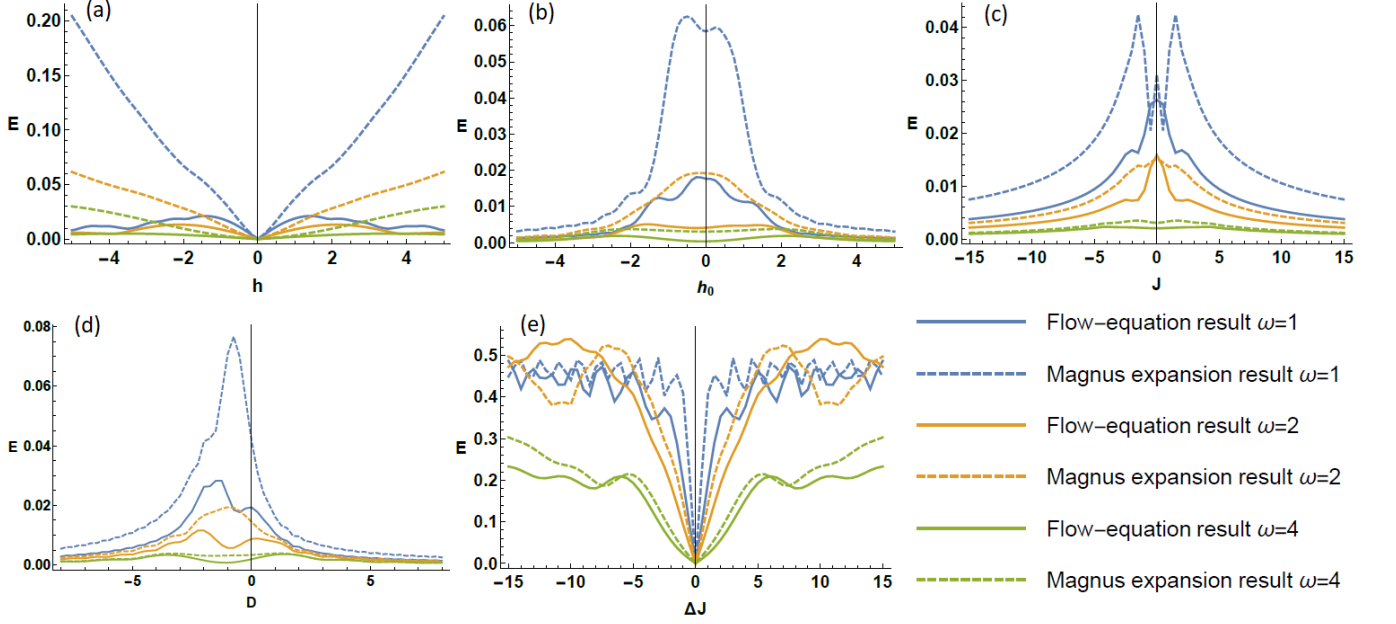 (a)
0.20
0.15
E
0.10
0.05
0.00
−4 −2 0 2 4
h
(b)
0.06
0.05
0.04
E
0.03
0.02
0.01
0.00
−4 −2 0 2 4
h0
(c)
0.04
0.03
E
0.02
0.01
0.00
−15 −10 −5 0 5 10 15
J
(d)
0.08
0.06
E
0.04
0.02
0.00
−5 0 5
D
(e)
0.5
0.4
E
0.3
0.2
0.1
0.0
−15 −10 −5 0 5 10 15
ΔJ
Flow−equation result ω=1
Magnus expansion result ω=1
Flow−equation result ω=2
Magnus expansion result ω=2
Flow−equation result ω=4
Magnus expansion result ω=4